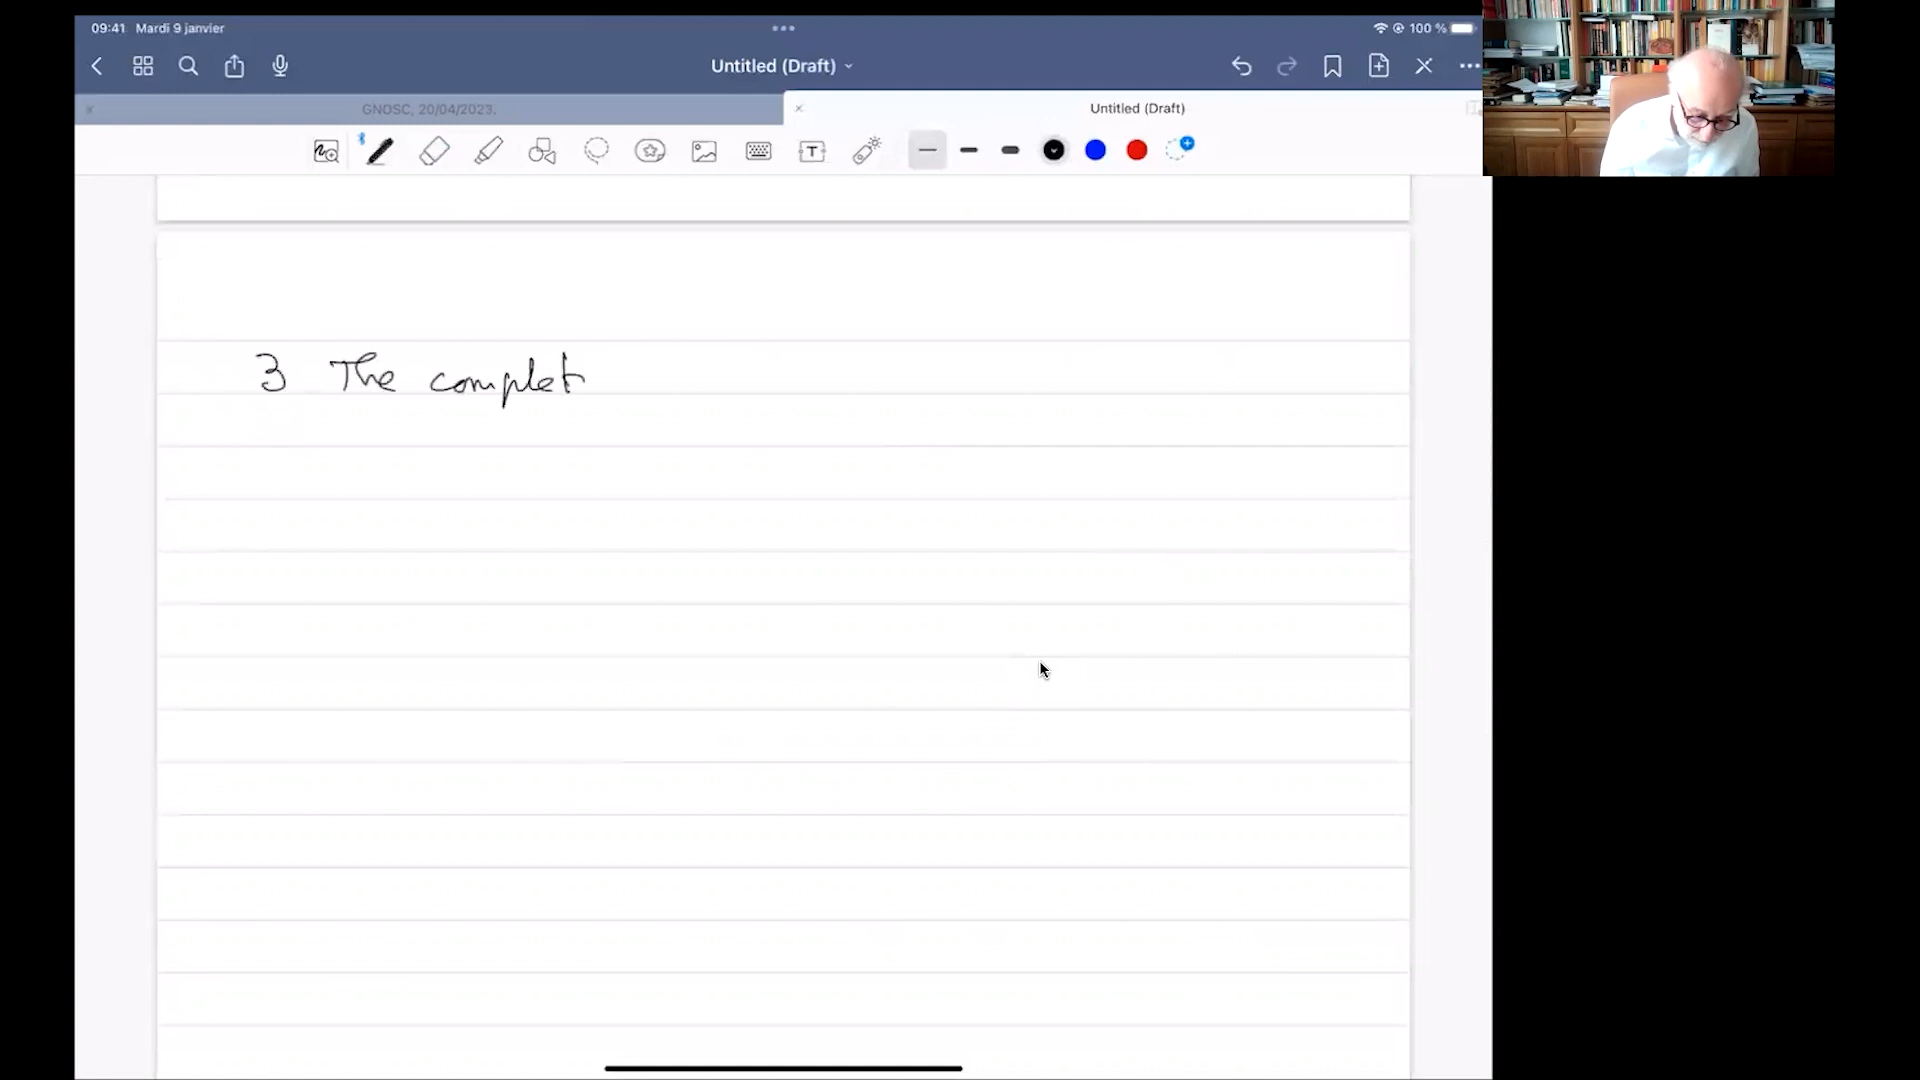 09:41 Mardi 9 janvier
100 %
Untitled (Draft)
GNOSC, 20/04/2023.
Untitled (Draft)
T
3 The complet